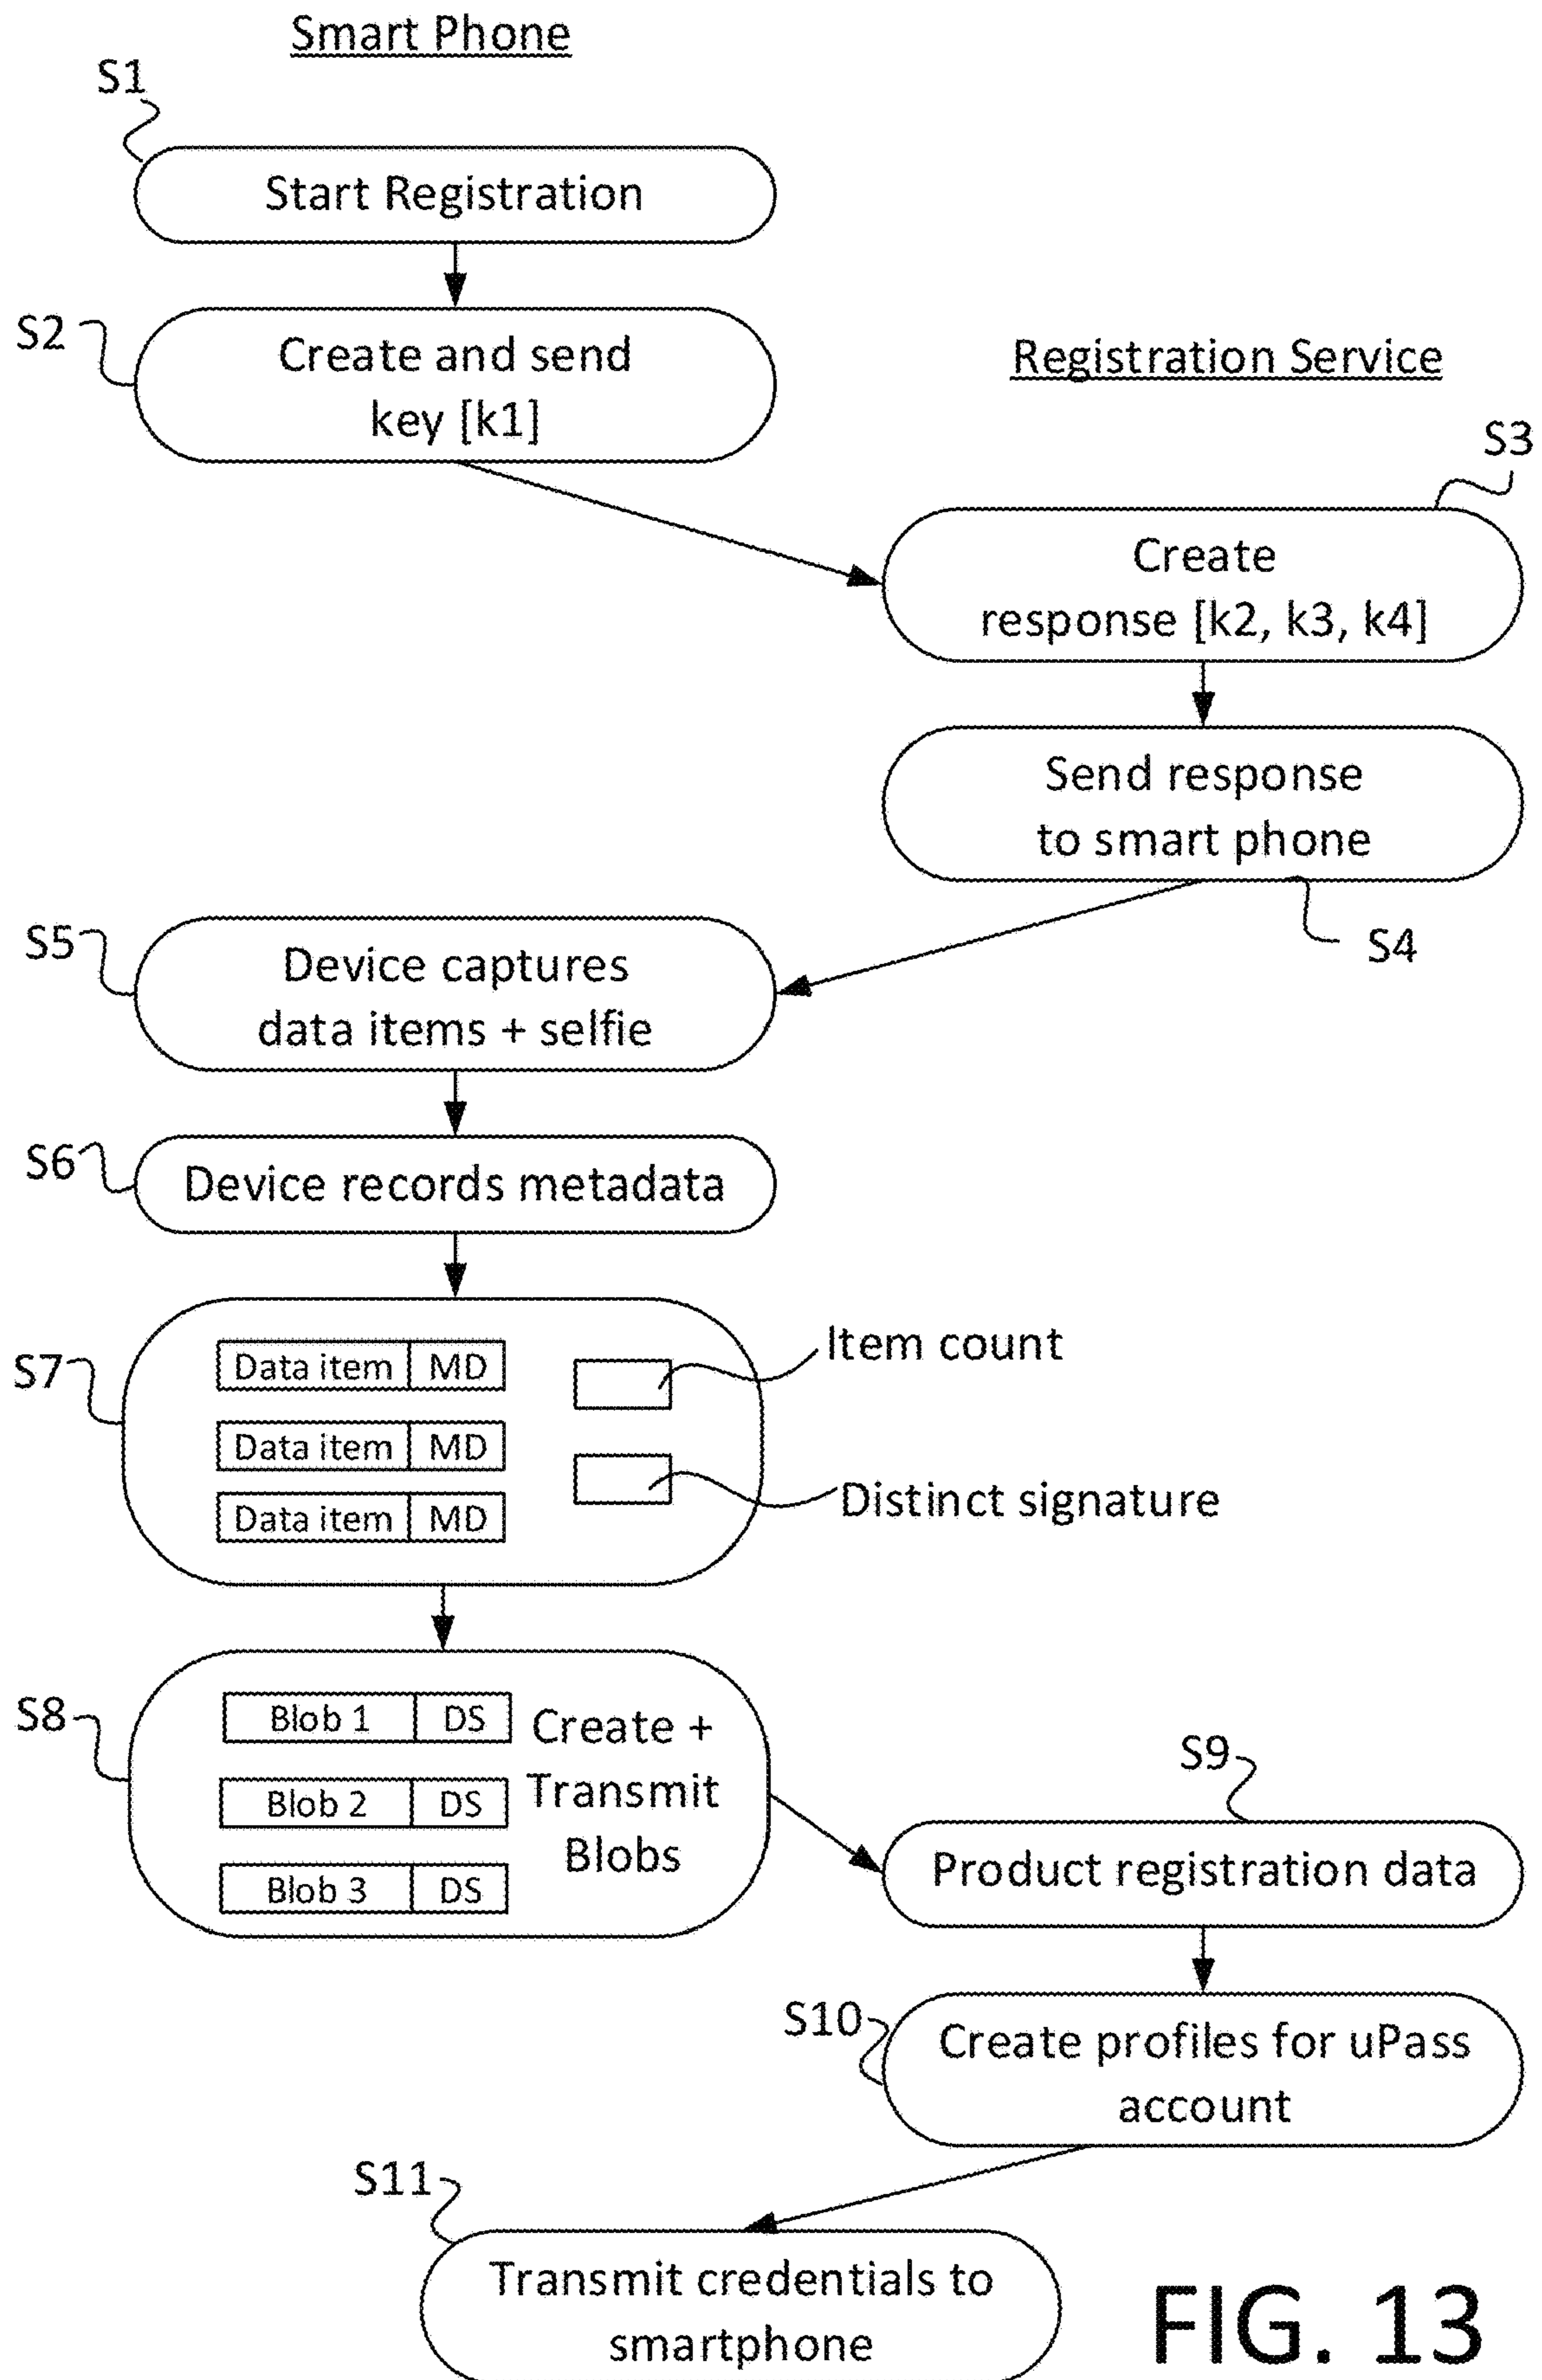 Smart Phone
S1
Start Registration
S2
Create and send
key [k1]
Registration Service
S3
Create
response [k2, k3, k4]
Send response
to smart phone
S4
S5
Device captures
data items + selfie
S6
Device records metadata
S7
Data item MD
Data item MD
Data item MD
Item count
Distinct signature
S8
Blob 1 DS
Blob 2 DS
Blob 3 DS
Create +
Transmit
Blobs
S9
Product registration data
S10
Create profiles for uPass
account
S11
Transmit credentials to
smartphone
FIG. 13